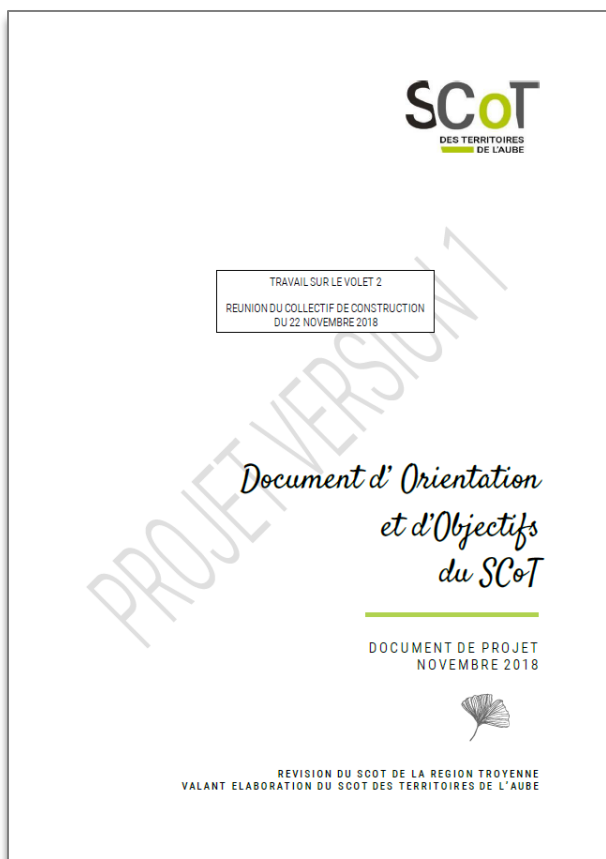 SCoT
DES TERRITOIRES
DE L'AUBE
TRAVAIL SUR LE VOLET 2
REUNION DU COLLECTIF DE CONSTRUCTION
DU 22 NOVEMBRE 2018
PROJET VERSION 1
Document d' Orientation
et d'Objectifs
du SCoT
DOCUMENT DE PROJET
NOVEMBRE 2018
REVISION DU SCOT DE LA REGION TROYENNE
VALANT ELABORATION DU SCOT DES TERRITOIRES DE L'AUBE